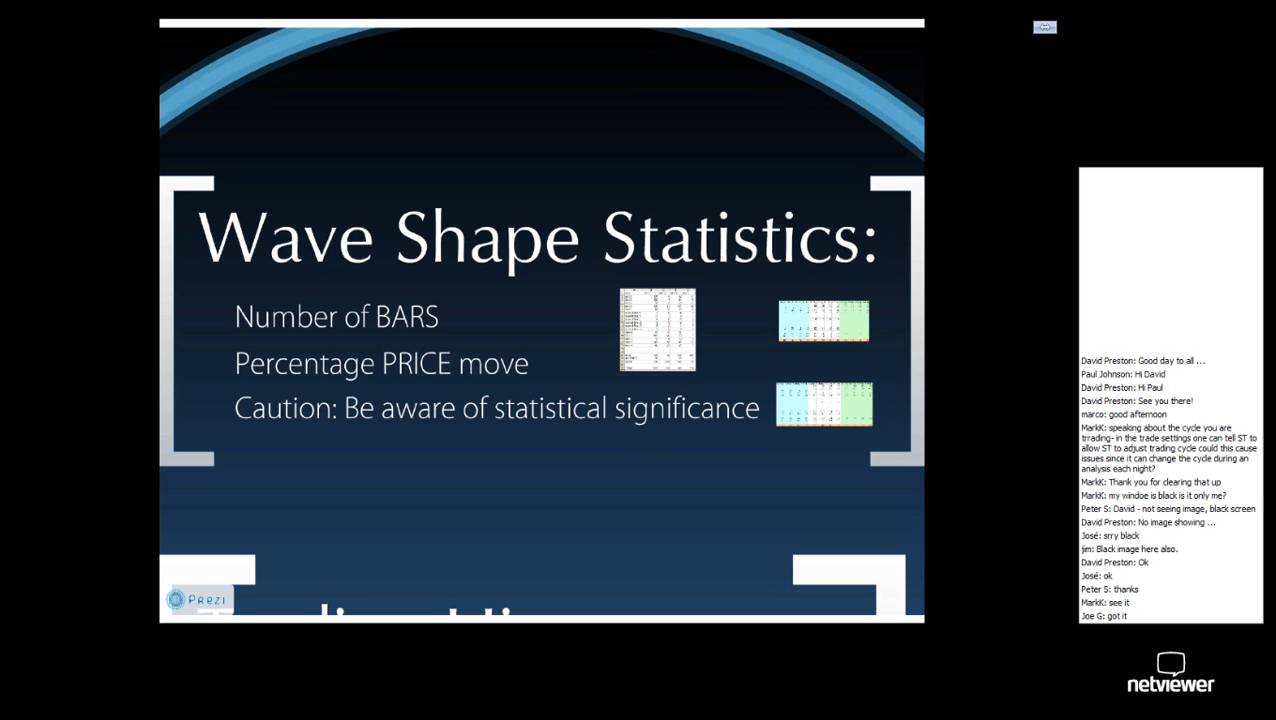 Wave Shape Statistics:
Number of BARS
Percentage PRICE move
Caution: Be aware of statistical significance
PREZI
David Preston: Good day to all ...
Paul Johnson: Hi David
David Preston: Hi Paul
David Preston: See you there!
marco: good afternoon
MarkK: speaking about the cycle you are
trrading- in the trade settings one can tell ST to
allow ST to adjust trading cycle could this cause
issues since it can change the cycle during an
analysis each night?
MarkK: Thank you for clearing that up
MarkK: my windoe is black is it only me?
Peter S: David - not seeing image, black screen
David Preston: No image showing ...
José: srry black
jim: Black image here also.
David Preston: Ok
José: ok
Peter S: thanks
MarkK: see it
Joe G: got it
netviewer